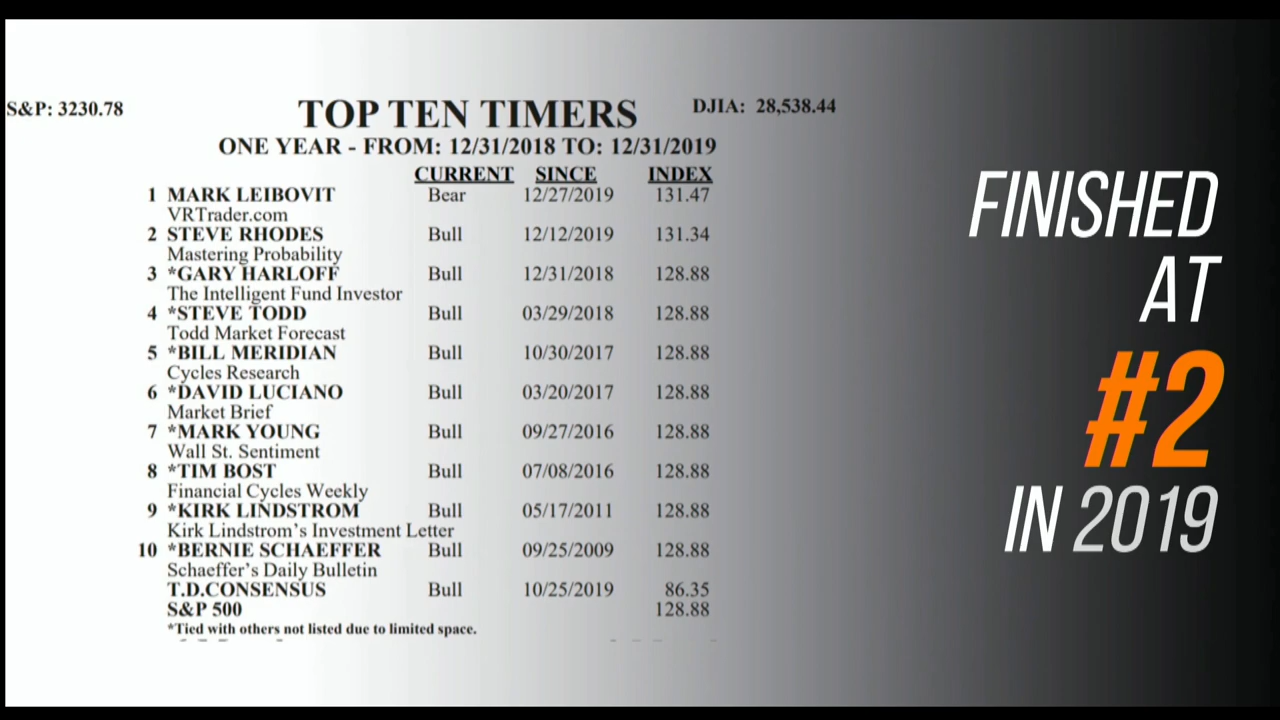 S&P: 3230.78 TOP TEN TIMERS DJIA: 28,538.44
ONE YEAR - FROM: 12/31/2018 TO: 12/31/2019
CURRENT SINCE INDEX
1 MARK LEIBOVIT Bear 12/27/2019 131.47
VRTrader.com
2 STEVE RHODES Bull 12/12/2019 131.34
Mastering Probability
3 *GARY HARLOFF Bull 12/31/2018 128.88
The Intelligent Fund Investor
4 *STEVE TODD Bull 03/29/2018 128.88
Todd Market Forecast
5 *BILL MERIDIAN Bull 10/30/2017 128.88
Cycles Research
6 *DAVID LUCIANO Bull 03/20/2017 128.88
Market Brief
7 *MARK YOUNG Bull 09/27/2016 128.88
Wall St. Sentiment
8 *TIM BOST Bull 07/08/2016 128.88
Financial Cycles Weekly
9 *KIRK LINDSTROM Bull 05/17/2011 128.88
Kirk Lindstrom's Investment Letter
10 *BERNIE SCHAEFFER Bull 09/25/2009 128.88
Schaeffer's Daily Bulletin
T.D.CONSENSUS Bull 10/25/2019 86.35
S&P 500 128.88
*Tied with others not listed due to limited space.
FINISHED
AT
#2
IN 2019